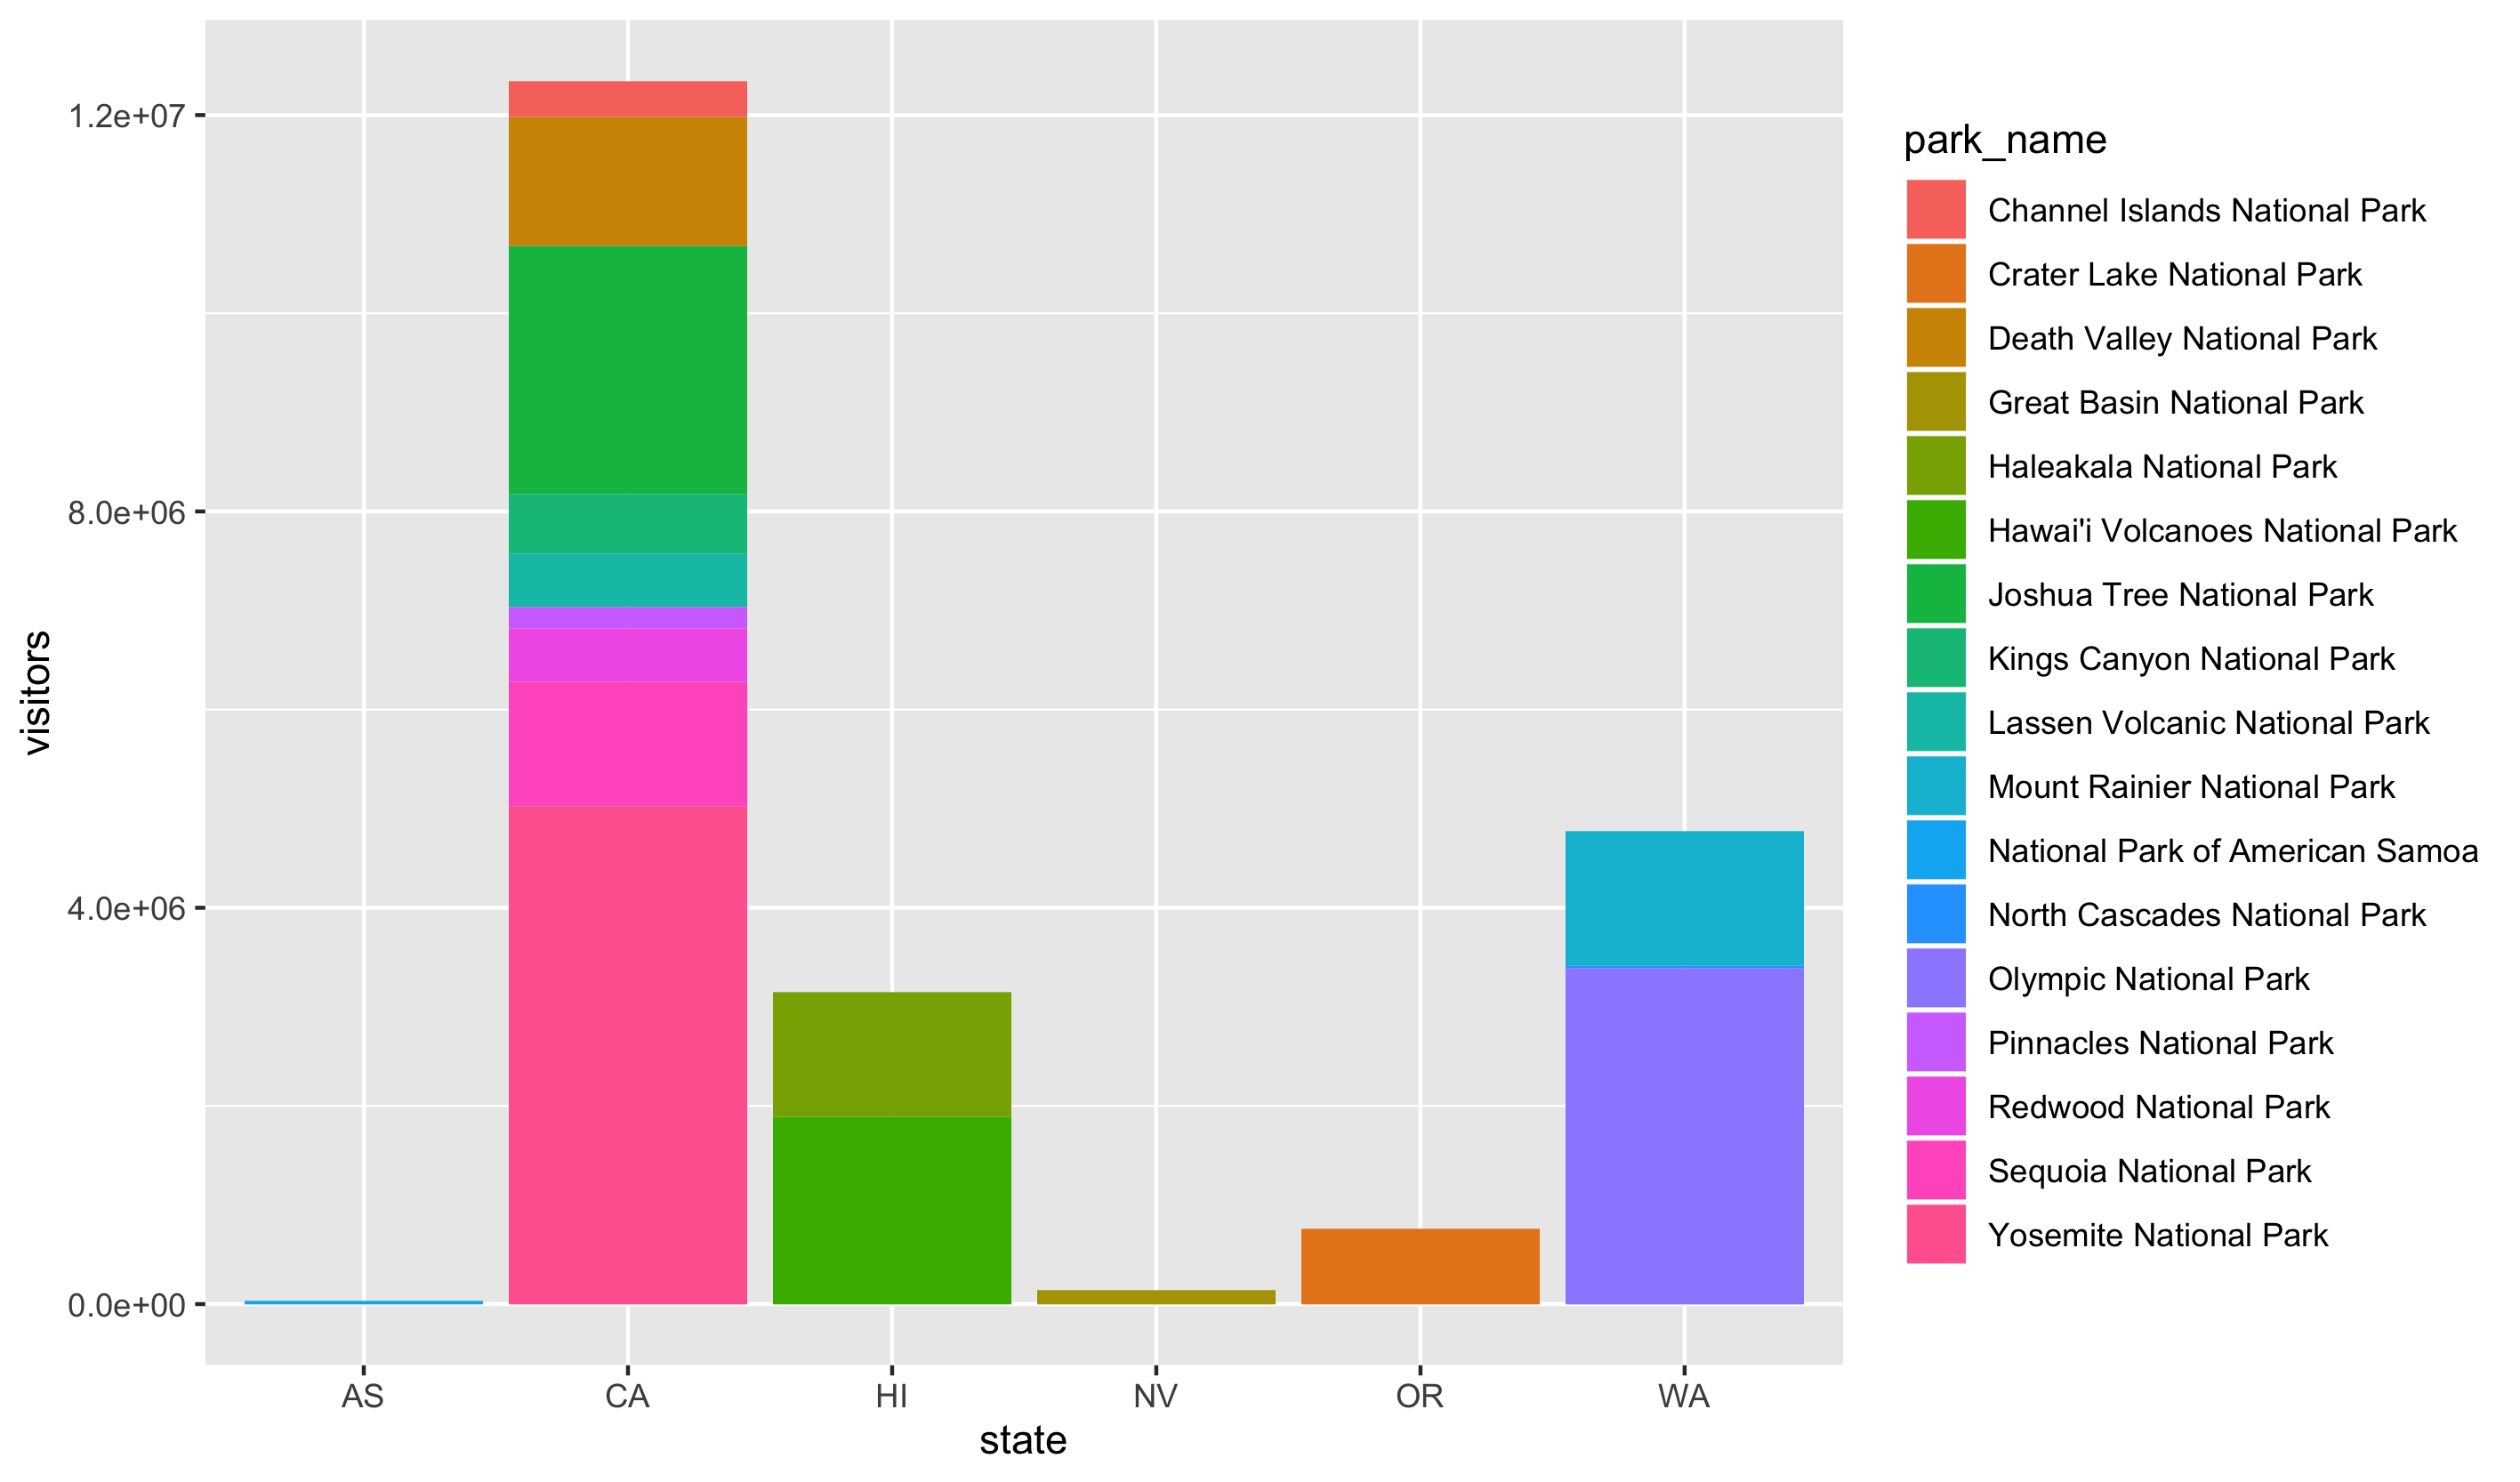 visitors
1.2e+07
8.0e+06
4.0e+06
0.0e+00
AS
CA
HI
NV
OR
WA
state
park_name
Channel Islands National Park
Crater Lake National Park
Death Valley National Park
Great Basin National Park
Haleakala National Park
Hawai'i Volcanoes National Park
Joshua Tree National Park
Kings Canyon National Park
Lassen Volcanic National Park
Mount Rainier National Park
National Park of American Samoa
North Cascades National Park
Olympic National Park
Pinnacles National Park
Redwood National Park
Sequoia National Park
Yosemite National Park